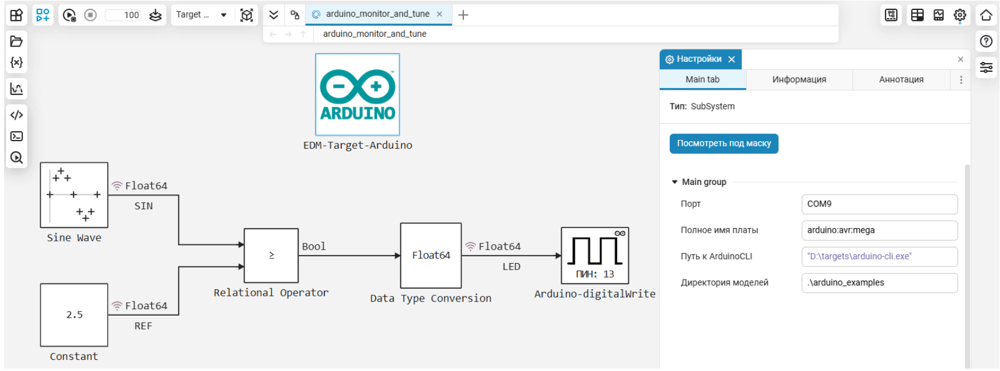 100
Target ...
arduino_monitor_and_tune
arduino_monitor_and_tune
ARDUINO
™
EDM-Target-Arduino
Float64
SIN
Sine Wave
Bool
≥
Relational Operator
Float64
Data Type Conversion
Float64
LED
ПИН: 13
Arduino-digitalWrite
2.5
Float64
REF
Constant
Настройки
Main tab
Информация
Аннотация
Тип: SubSystem
Посмотреть под маску
Main group
Порт
COM9
Полное имя платы
arduino:avr:mega
Путь к ArduinoCLI
"D:\targets\arduino-cli.exe"
Директория моделей
.\arduino_examples